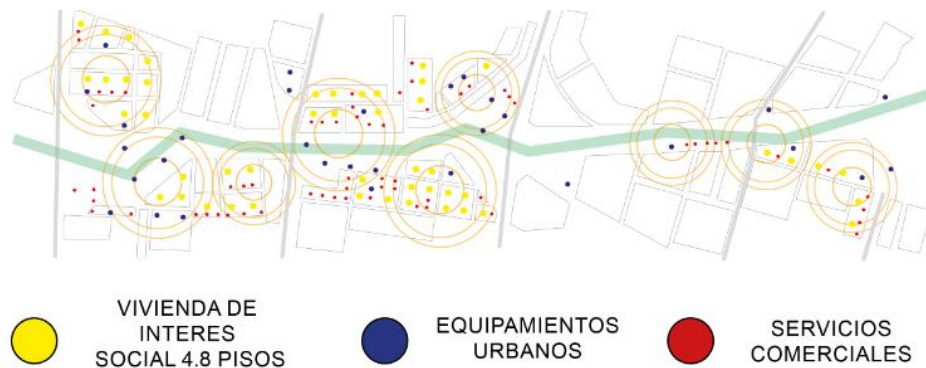 VIVIENDA DE
INTERES
SOCIAL 4.8 PISOS
EQUIPAMIENTOS
URBANOS
SERVICIOS
COMERCIALES